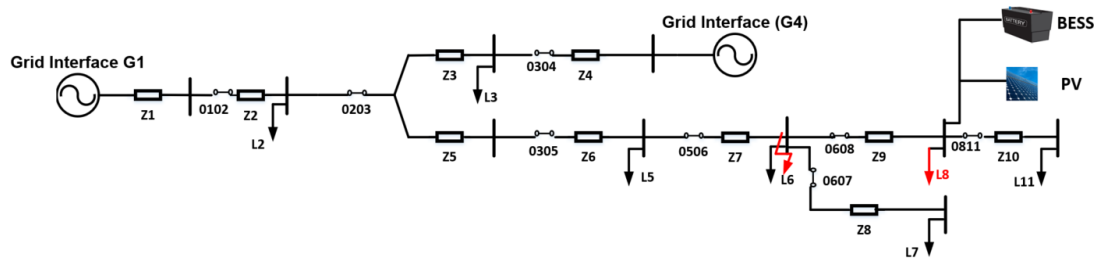 Grid Interface (G4)
BESS
BATTERY
Grid Interface G1
Z3
0304
Z4
L3
PV
Z1
0102
Z2
0203
L2
Z5
0305
Z6
0506
Z7
0608
Z9
0811
Z10
L5
L6
0607
L8
L11
Z8
L7